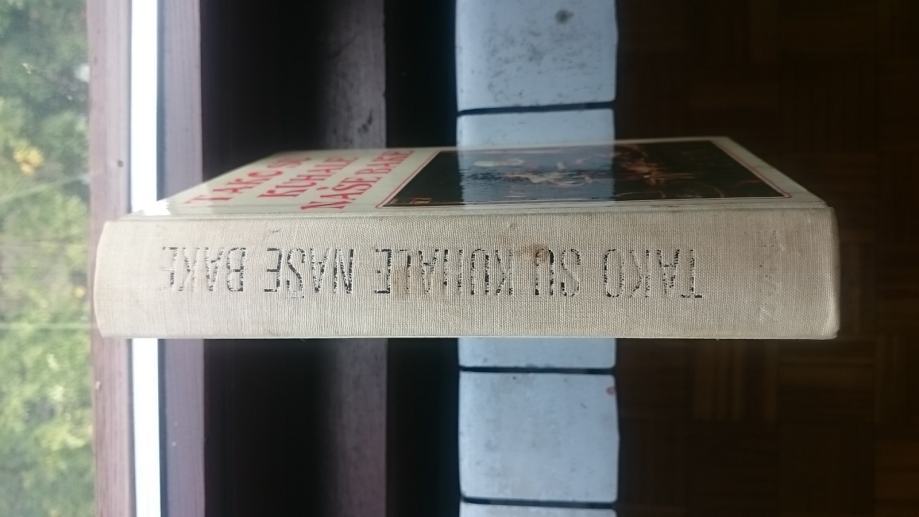 TAKO SU
KUHALE
NAŠE BAKE
TAKO SU KUHALE NAŠE BAKE